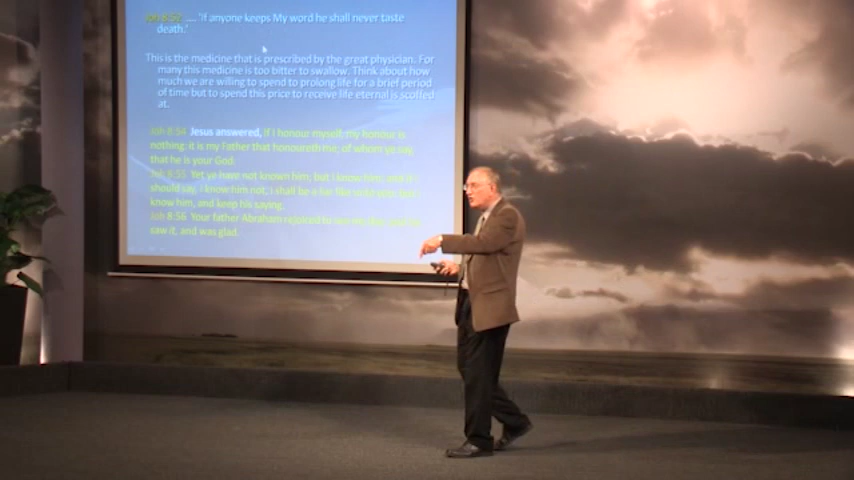 Joh 8:52 ... 'If anyone keeps My word he shall never taste
death.'
This is the medicine that is prescribed by the great physician. For
many this medicine is too bitter to swallow. Think about how
much we are willing to spend to prolong life for a brief period
of time but to spend this price to receive life eternal is scoffed
at.
Joh 8:54 Jesus answered, If I honour myself, my honour is
nothing: it is my Father that honoureth me; of whom ye say
that he is your God:
Joh 8:55 Yet ye have not known him; but I know him: and if I
should say, I know him not, I shall be a liar like unto you: but I
know him, and keep his saying.
Joh 8:56 Your father Abraham rejoiced to see my day: and he
saw it, and was glad.